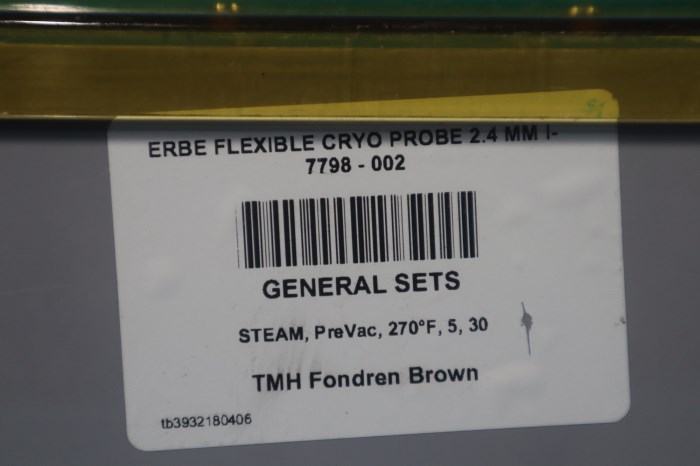 ERBE FLEXIBLE CRYO PROBE 2.4 MM I-
7798 - 002
GENERAL SETS
STEAM, PreVac, 270°F, 5, 30
TMH Fondren Brown
tb3932180406